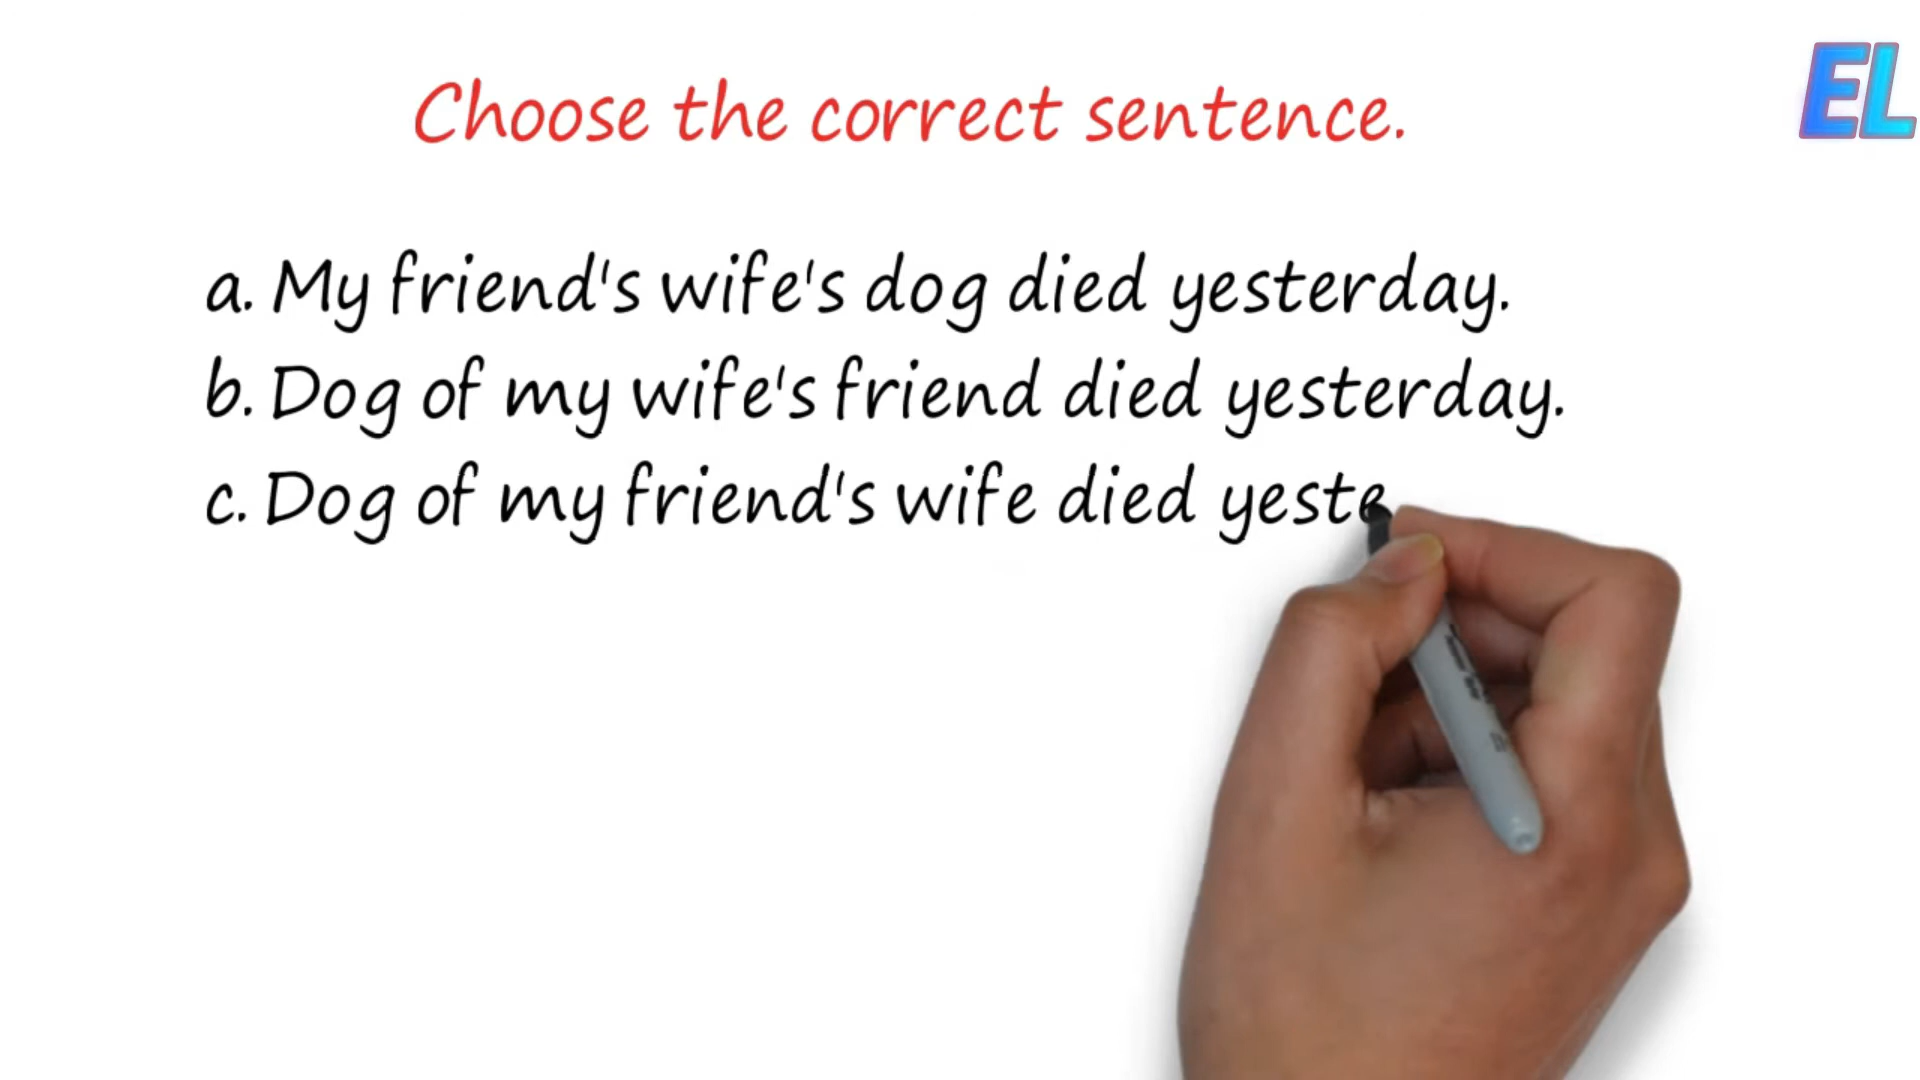 EL
Choose the correct sentence.
a. My friend's wife's dog died yesterday.
b. Dog of my wife's friend died yesterday.
c. Dog of my friend's wife died yeste